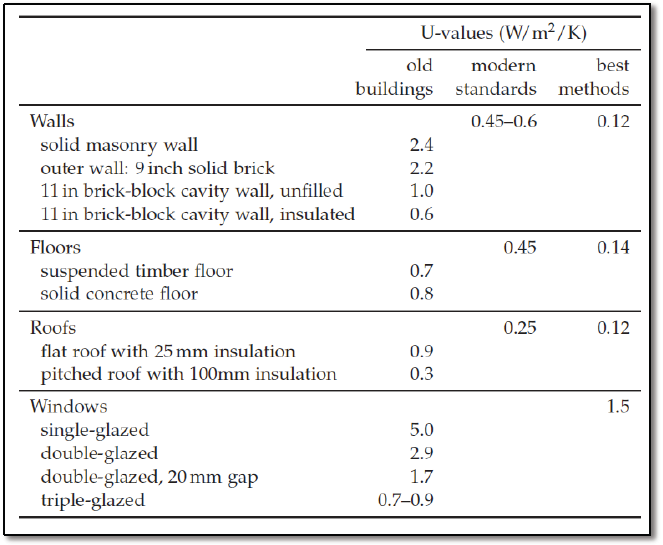 U-values (W/m²/K)
old modern best
buildings standards methods
Walls 0.45–0.6 0.12
solid masonry wall 2.4
outer wall: 9 inch solid brick 2.2
11 in brick-block cavity wall, unfilled 1.0
11 in brick-block cavity wall, insulated 0.6
Floors 0.45 0.14
suspended timber floor 0.7
solid concrete floor 0.8
Roofs 0.25 0.12
flat roof with 25 mm insulation 0.9
pitched roof with 100mm insulation 0.3
Windows 1.5
single-glazed 5.0
double-glazed 2.9
double-glazed, 20 mm gap 1.7
triple-glazed 0.7–0.9